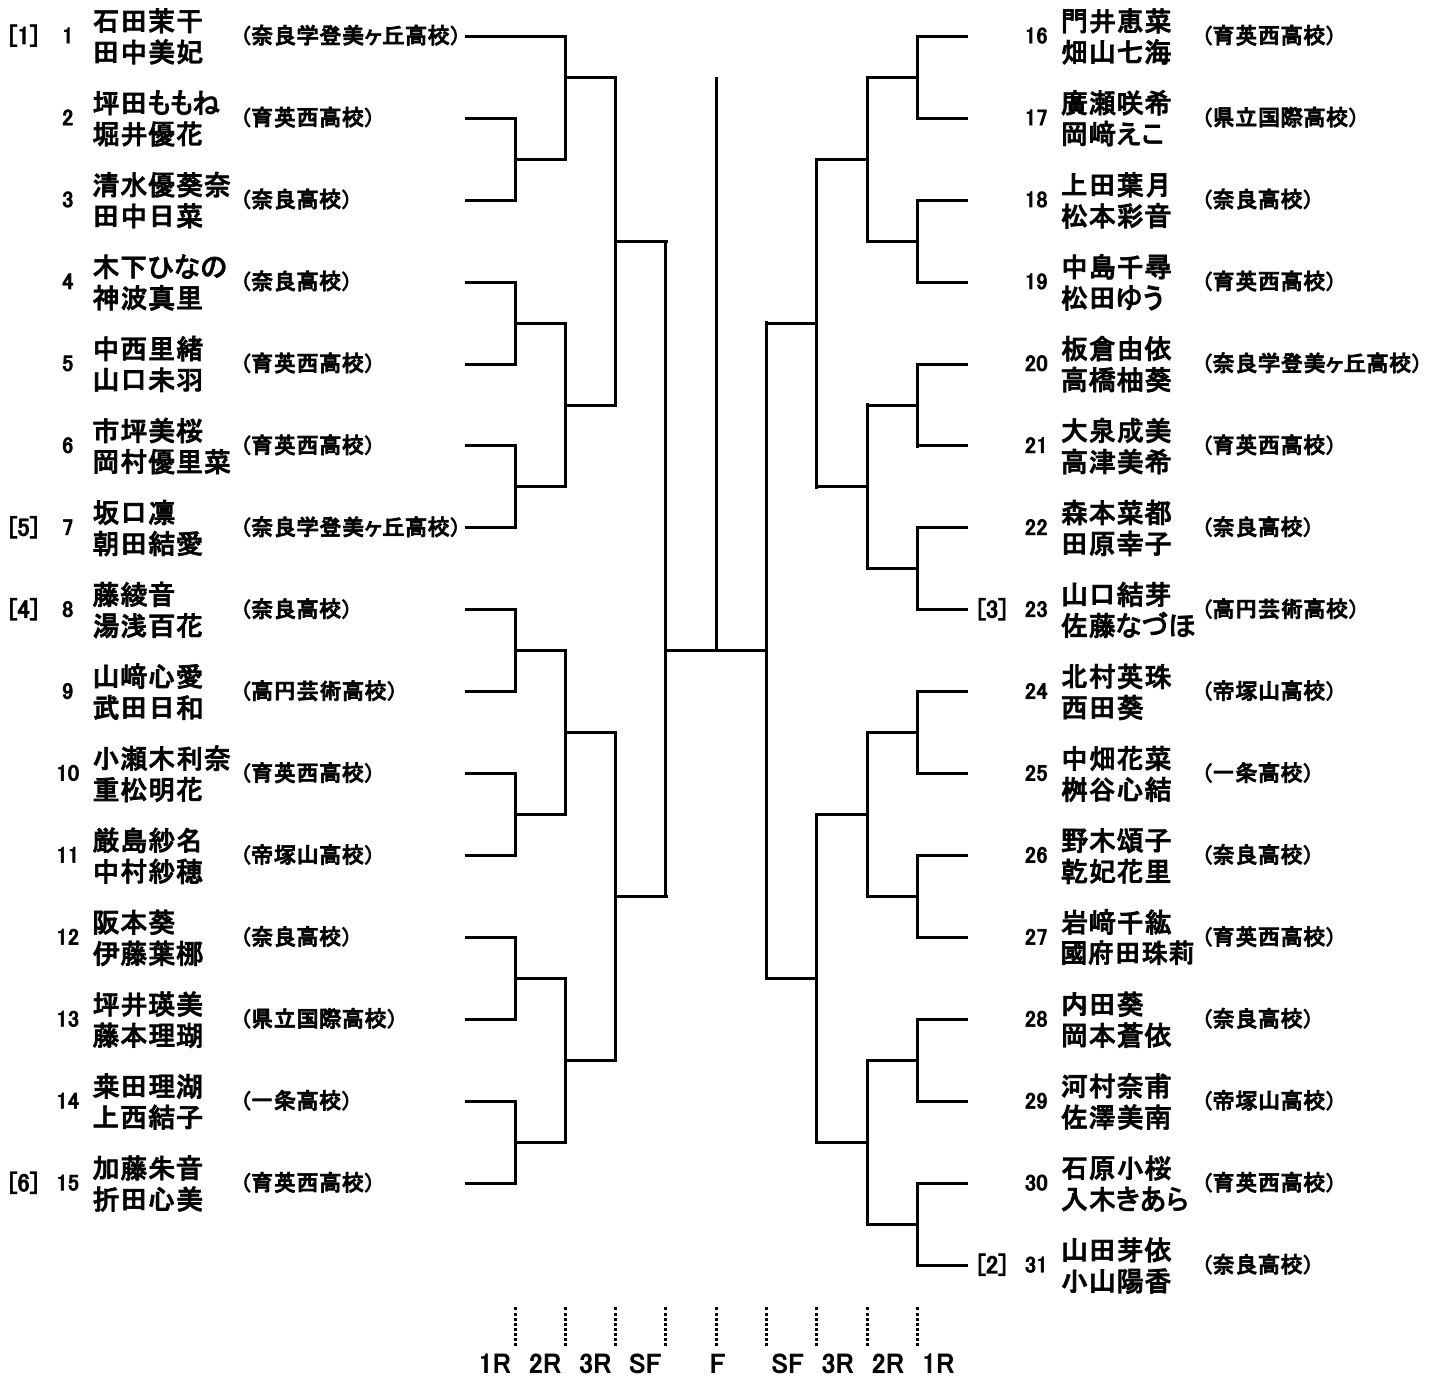 [1] 1 石田茉干 (奈良学登美ヶ丘高校)
田中美妃
2 坪田ももね (育英西高校)
堀井優花
3 清水優葵奈 (奈良高校)
田中日菜
4 木下ひなの (奈良高校)
神波真里
5 中西里緒 (育英西高校)
山口未羽
6 市坪美桜 (育英西高校)
岡村優里菜
[5] 7 坂口凛 (奈良学登美ヶ丘高校)
朝田結愛
[4] 8 藤綾音 (奈良高校)
湯浅百花
9 山﨑心愛 (高円芸術高校)
武田日和
10 小瀬木利奈 (育英西高校)
重松明花
11 厳島紗名 (帝塚山高校)
中村紗穂
12 阪本葵 (奈良高校)
伊藤葉梛
13 坪井瑛美 (県立国際高校)
藤本理瑚
14 桒田理湖 (一条高校)
上西結子
[6] 15 加藤朱音 (育英西高校)
折田心美
16 門井恵菜 (育英西高校)
畑山七海
17 廣瀬咲希 (県立国際高校)
岡﨑えこ
18 上田葉月 (奈良高校)
松本彩音
19 中島千尋 (育英西高校)
松田ゆう
20 板倉由依 (奈良学登美ヶ丘高校)
高橋柚葵
21 大泉成美 (育英西高校)
高津美希
22 森本菜都 (奈良高校)
田原幸子
[3] 23 山口結芽 (高円芸術高校)
佐藤なづほ
24 北村英珠 (帝塚山高校)
西田葵
25 中畑花菜 (一条高校)
桝谷心結
26 野木頌子 (奈良高校)
乾妃花里
27 岩﨑千紘 (育英西高校)
國府田珠莉
28 内田葵 (奈良高校)
岡本蒼依
29 河村奈甫 (帝塚山高校)
佐澤美南
30 石原小桜 (育英西高校)
入木きあら
[2] 31 山田芽依 (奈良高校)
小山陽香
1R 2R 3R SF F SF 3R 2R 1R